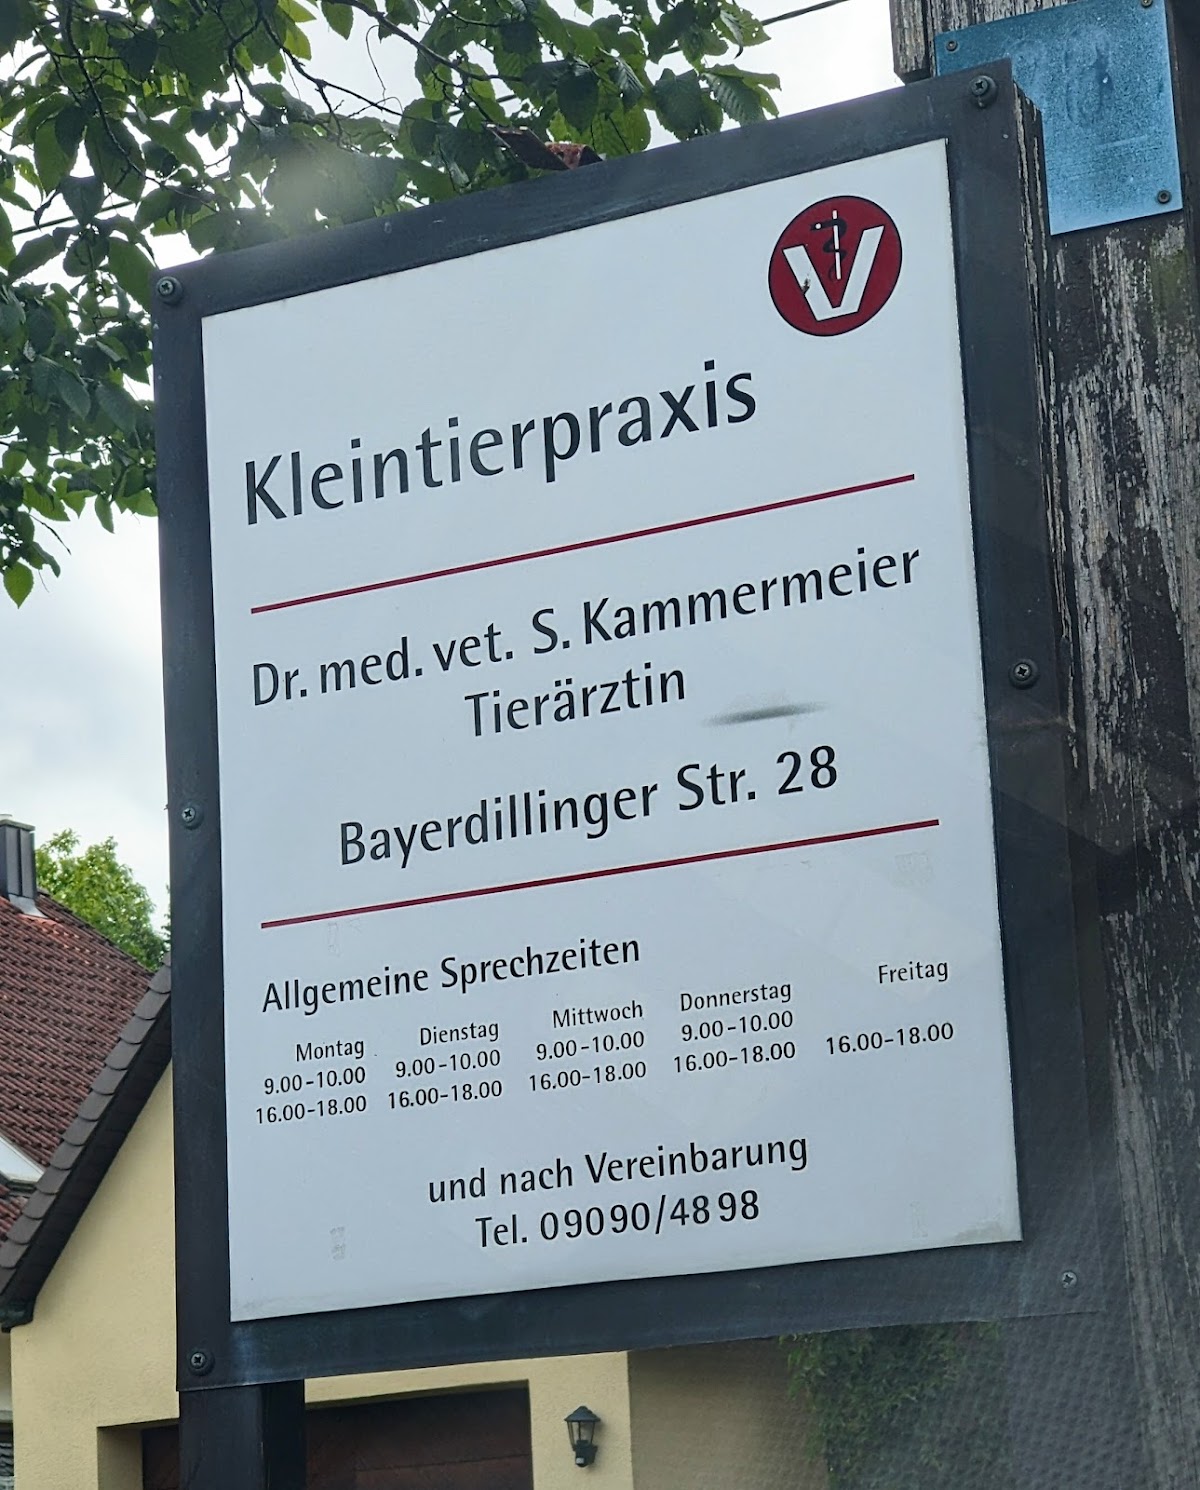 V
Kleintierpraxis
Dr. med. vet. S. Kammermeier
Tierärztin
Bayerdillinger Str. 28
Allgemeine Sprechzeiten
Montag Dienstag Mittwoch Donnerstag Freitag
9.00-10.00 9.00-10.00 9.00-10.00 9.00-10.00
16.00-18.00 16.00-18.00 16.00-18.00 16.00-18.00 16.00-18.00
und nach Vereinbarung
Tel. 09090/4898